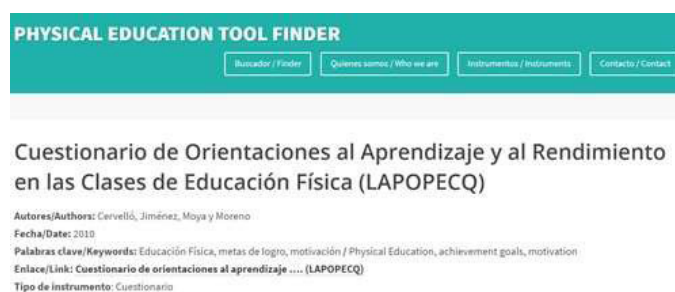 PHYSICAL EDUCATION TOOL FINDER
Buscador / Finder
Quienes somos / Who we are
Instrumentos / Instruments
Contacto / Contact
Cuestionario de Orientaciones al Aprendizaje y al Rendimiento
en las Clases de Educación Física (LAPOPECQ)
Autores/Authors: Cervelló, Jiménez, Moya y Moreno
Fecha/Date: 2010
Palabras clave/Keywords: Educación Física, metas de logro, motivación / Physical Education, achievement goals, motivation
Enlace/Link: Cuestionario de orientaciones al aprendizaje .... (LAPOPECQ)
Tipo de instrumento: Cuestionario